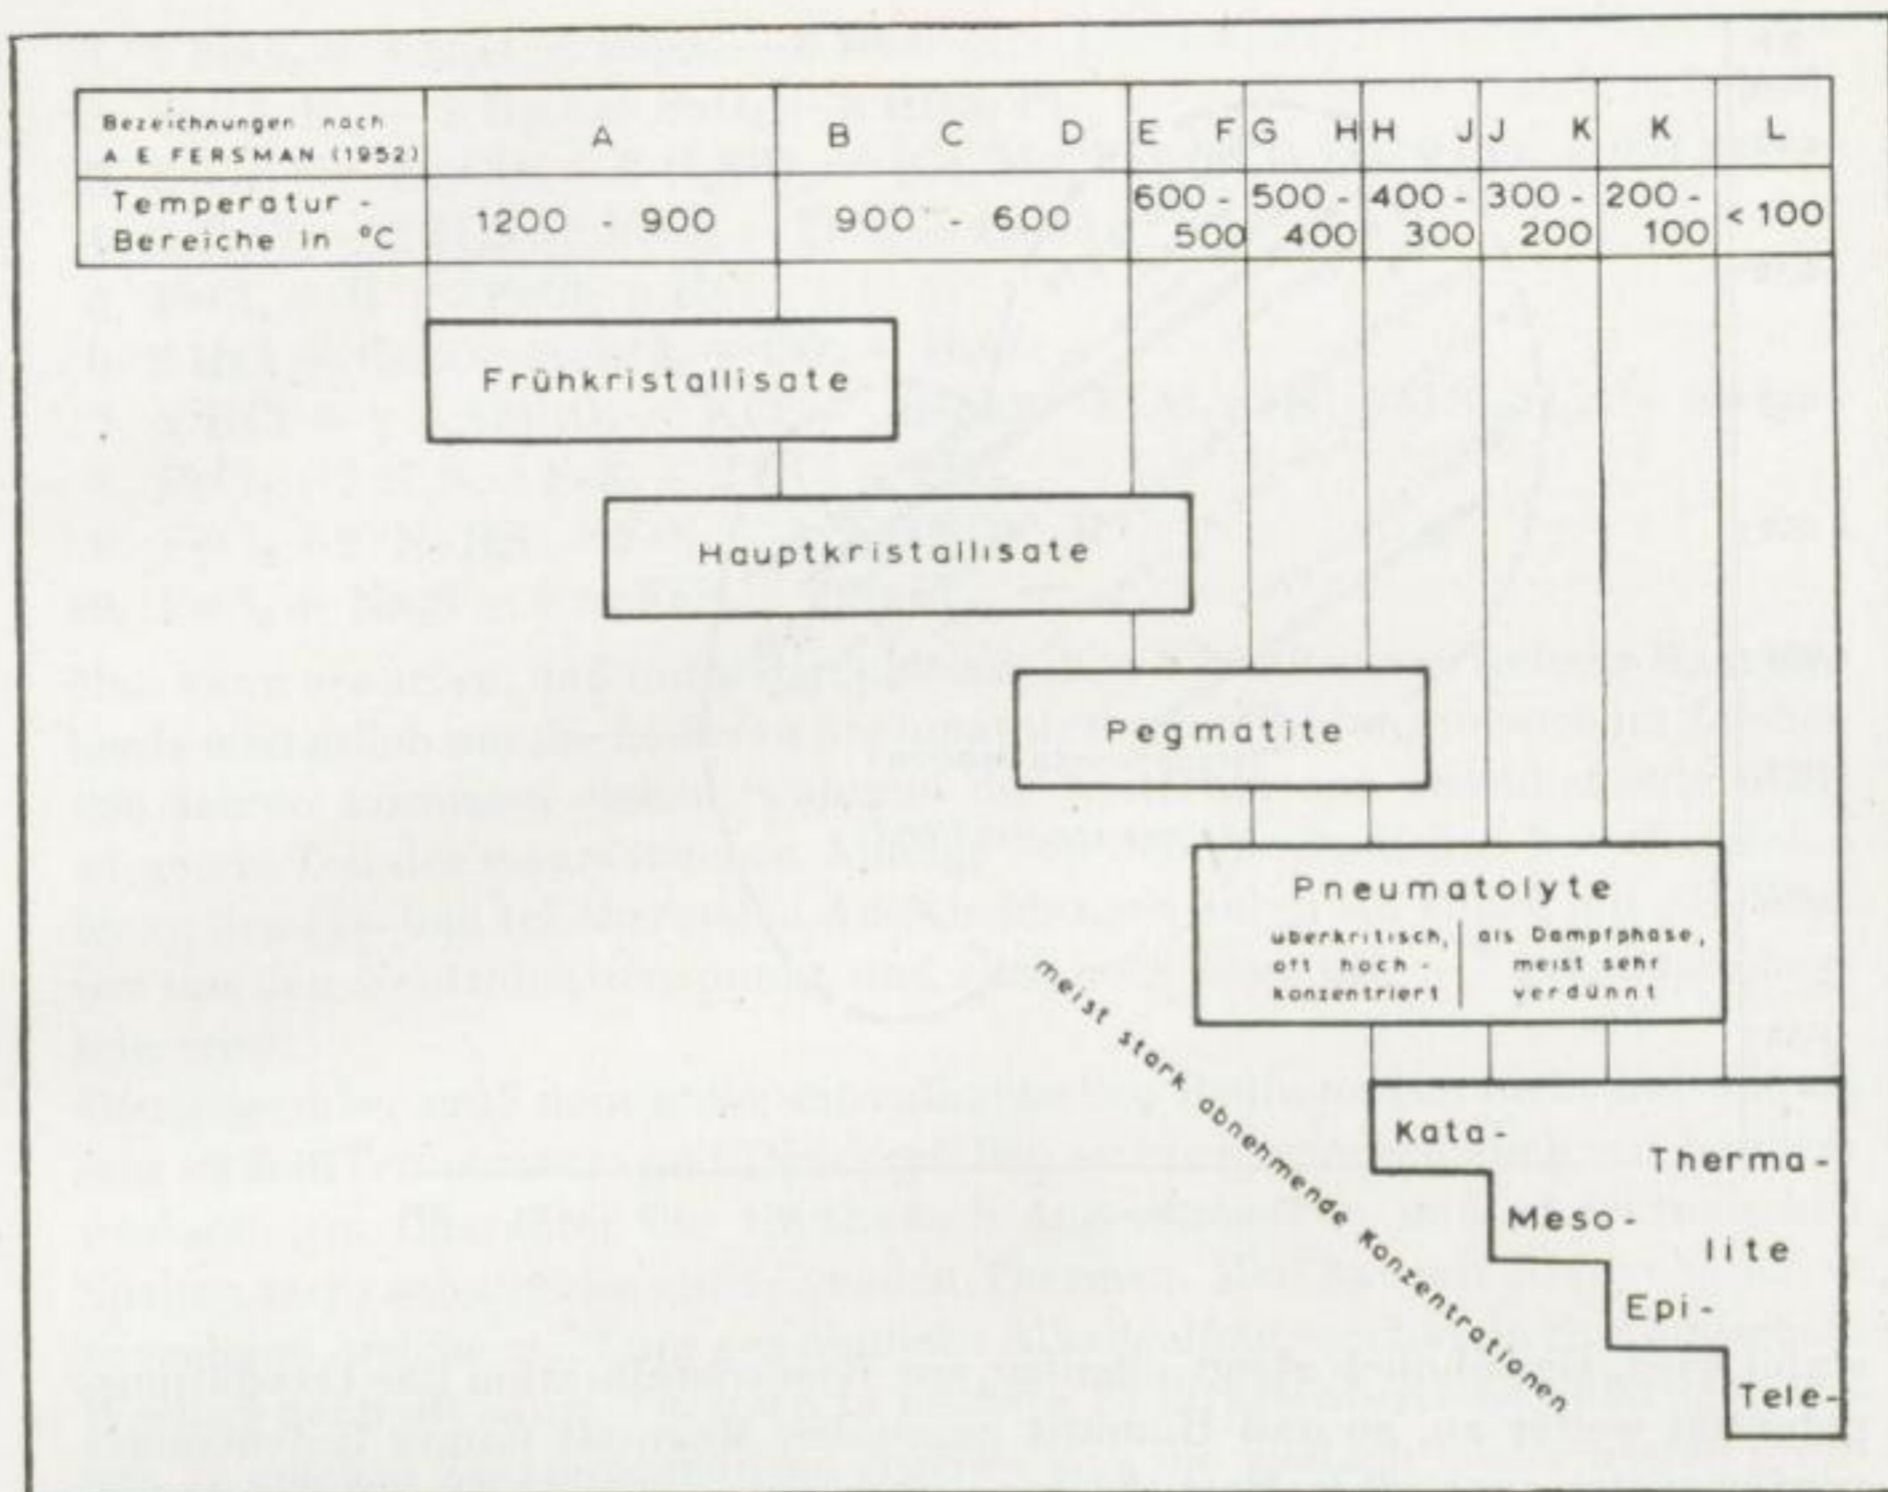 Bezeichnungen nach
A E FERSMAN (1952)
A B C D E F G H H J J K K L
Temperatur -
Bereiche in °C
1200 - 900 900 - 600 600 - 500 500 - 400 400 - 300 300 - 200 200 - 100 < 100
Frühkristallisate
Hauptkristallisate
Pegmatite
Pneumatolyte
überkritisch,
oft hoch -
konzentriert
als Dampfphase,
meist sehr
verdünnt
meist stark abnehmende Konzentrationen
Kata -
Meso -
Epi -
Tele-
Therma -
lite